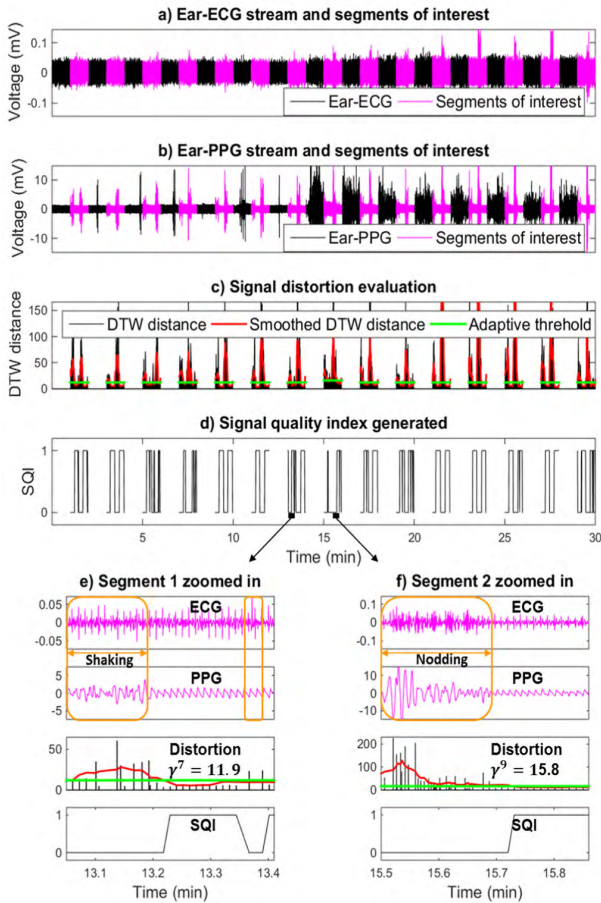 a) Ear-ECG stream and segments of interest
Voltage (mV)
0.1
0
-0.1
Ear-ECG
Segments of interest
b) Ear-PPG stream and segments of interest
Voltage (mV)
10
0
-10
Ear-PPG
Segments of interest
c) Signal distortion evaluation
DTW distance
150
100
50
0
DTW distance
Smoothed DTW distance
Adaptive threhold
d) Signal quality index generated
SQI
1
0
5 10 15 20 25 30
Time (min)
e) Segment 1 zoomed in
0.05
0
-0.05
ECG
Shaking
5
0
-5
PPG
50
0
Distortion
γ⁷ = 11.9
1
0
SQI
13.1 13.2 13.3 13.4
Time (min)
f) Segment 2 zoomed in
0.1
0
-0.1
ECG
Nodding
10
0
-10
PPG
200
100
0
Distortion
γ⁹ = 15.8
1
0
SQI
15.5 15.6 15.7 15.8
Time (min)